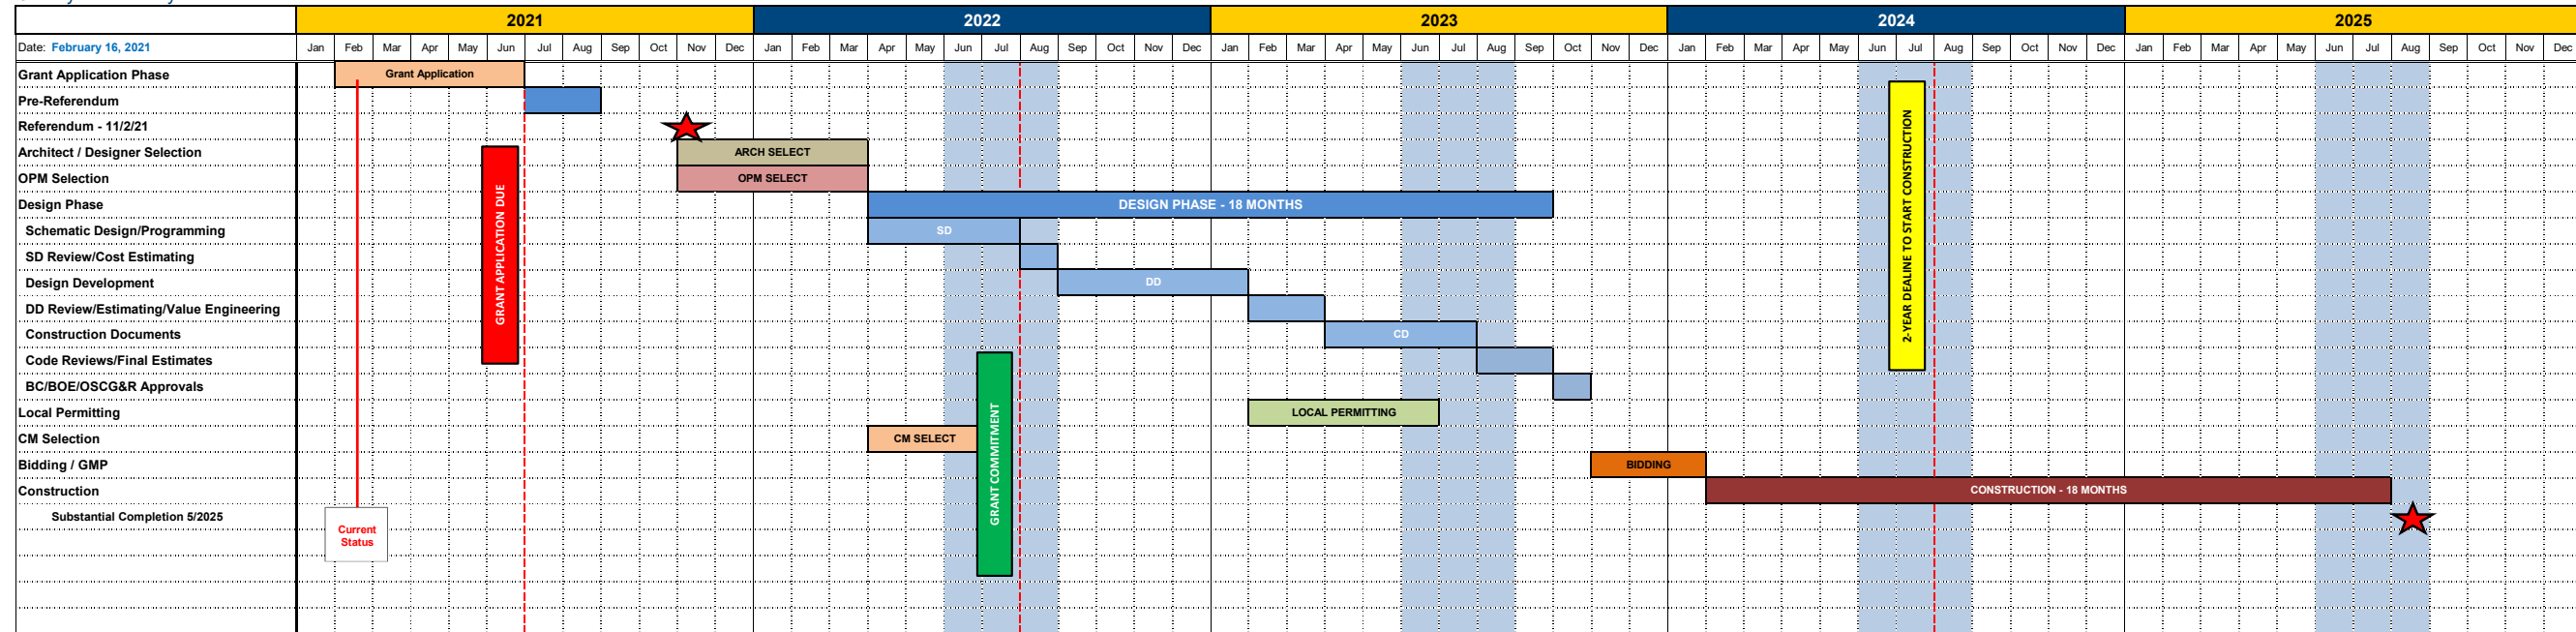 2021 2022 2023 2024 2025
Date: February 16, 2021 Jan Feb Mar Apr May Jun Jul Aug Sep Oct Nov Dec Jan Feb Mar Apr May Jun Jul Aug Sep Oct Nov Dec Jan Feb Mar Apr May Jun Jul Aug Sep Oct Nov Dec Jan Feb Mar Apr May Jun Jul Aug Sep Oct Nov Dec Jan Feb Mar Apr May Jun Jul Aug Sep Oct Nov Dec
Grant Application Phase Grant Application
Pre-Referendum
Referendum - 11/2/21
Architect / Designer Selection ARCH SELECT
OPM Selection OPM SELECT
Design Phase DESIGN PHASE - 18 MONTHS
Schematic Design/Programming SD
SD Review/Cost Estimating
Design Development DD
DD Review/Estimating/Value Engineering
Construction Documents CD
Code Reviews/Final Estimates
BC/BOE/OSCG&R Approvals
Local Permitting LOCAL PERMITTING
CM Selection CM SELECT
Bidding / GMP BIDDING
Construction CONSTRUCTION - 18 MONTHS
Substantial Completion 5/2025
Current
Status
GRANT APPLICATION DUE
GRANT COMMITMENT
2-YEAR DEALINE TO START CONSTRUCTION